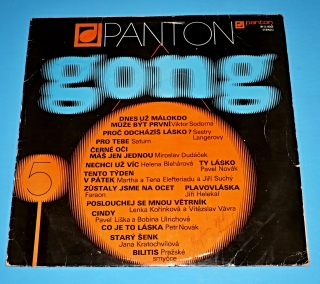 PANTON
panton
STEREO
gong
5
DNES UŽ MÁLOKDO
MŮŽE BÝT PRVNÍ Viktor Sodoma
PROČ ODCHÁZÍŠ LÁSKO? Sestry
Langerovy
PRO TEBE Saturn
ČERNÉ OČI
MÁŠ JEN JEDNOU Miroslav Dudáček
NECHCI UŽ VÍC Helena Blehárová TY LÁSKO
Pavel Novák
TENTO TÝDEN
V PÁTEK Martha a Tena Elefteriadu a Jiří Suchý
ZŮSTALY JSME NA OCET PLAVOVLÁSKA
Faraon Jiří Helekal
POSLOUCHEJ SE MNOU VĚTRNÍK
Lenka Kořínková a Vítězslav Vávra
CINDY
Pavel Liška a Bobina Ulrichová
CO JE TO LÁSKA Petr Novák
STARÝ ŠENK
Jana Kratochvílová
BILITIS Pražské
smyčce